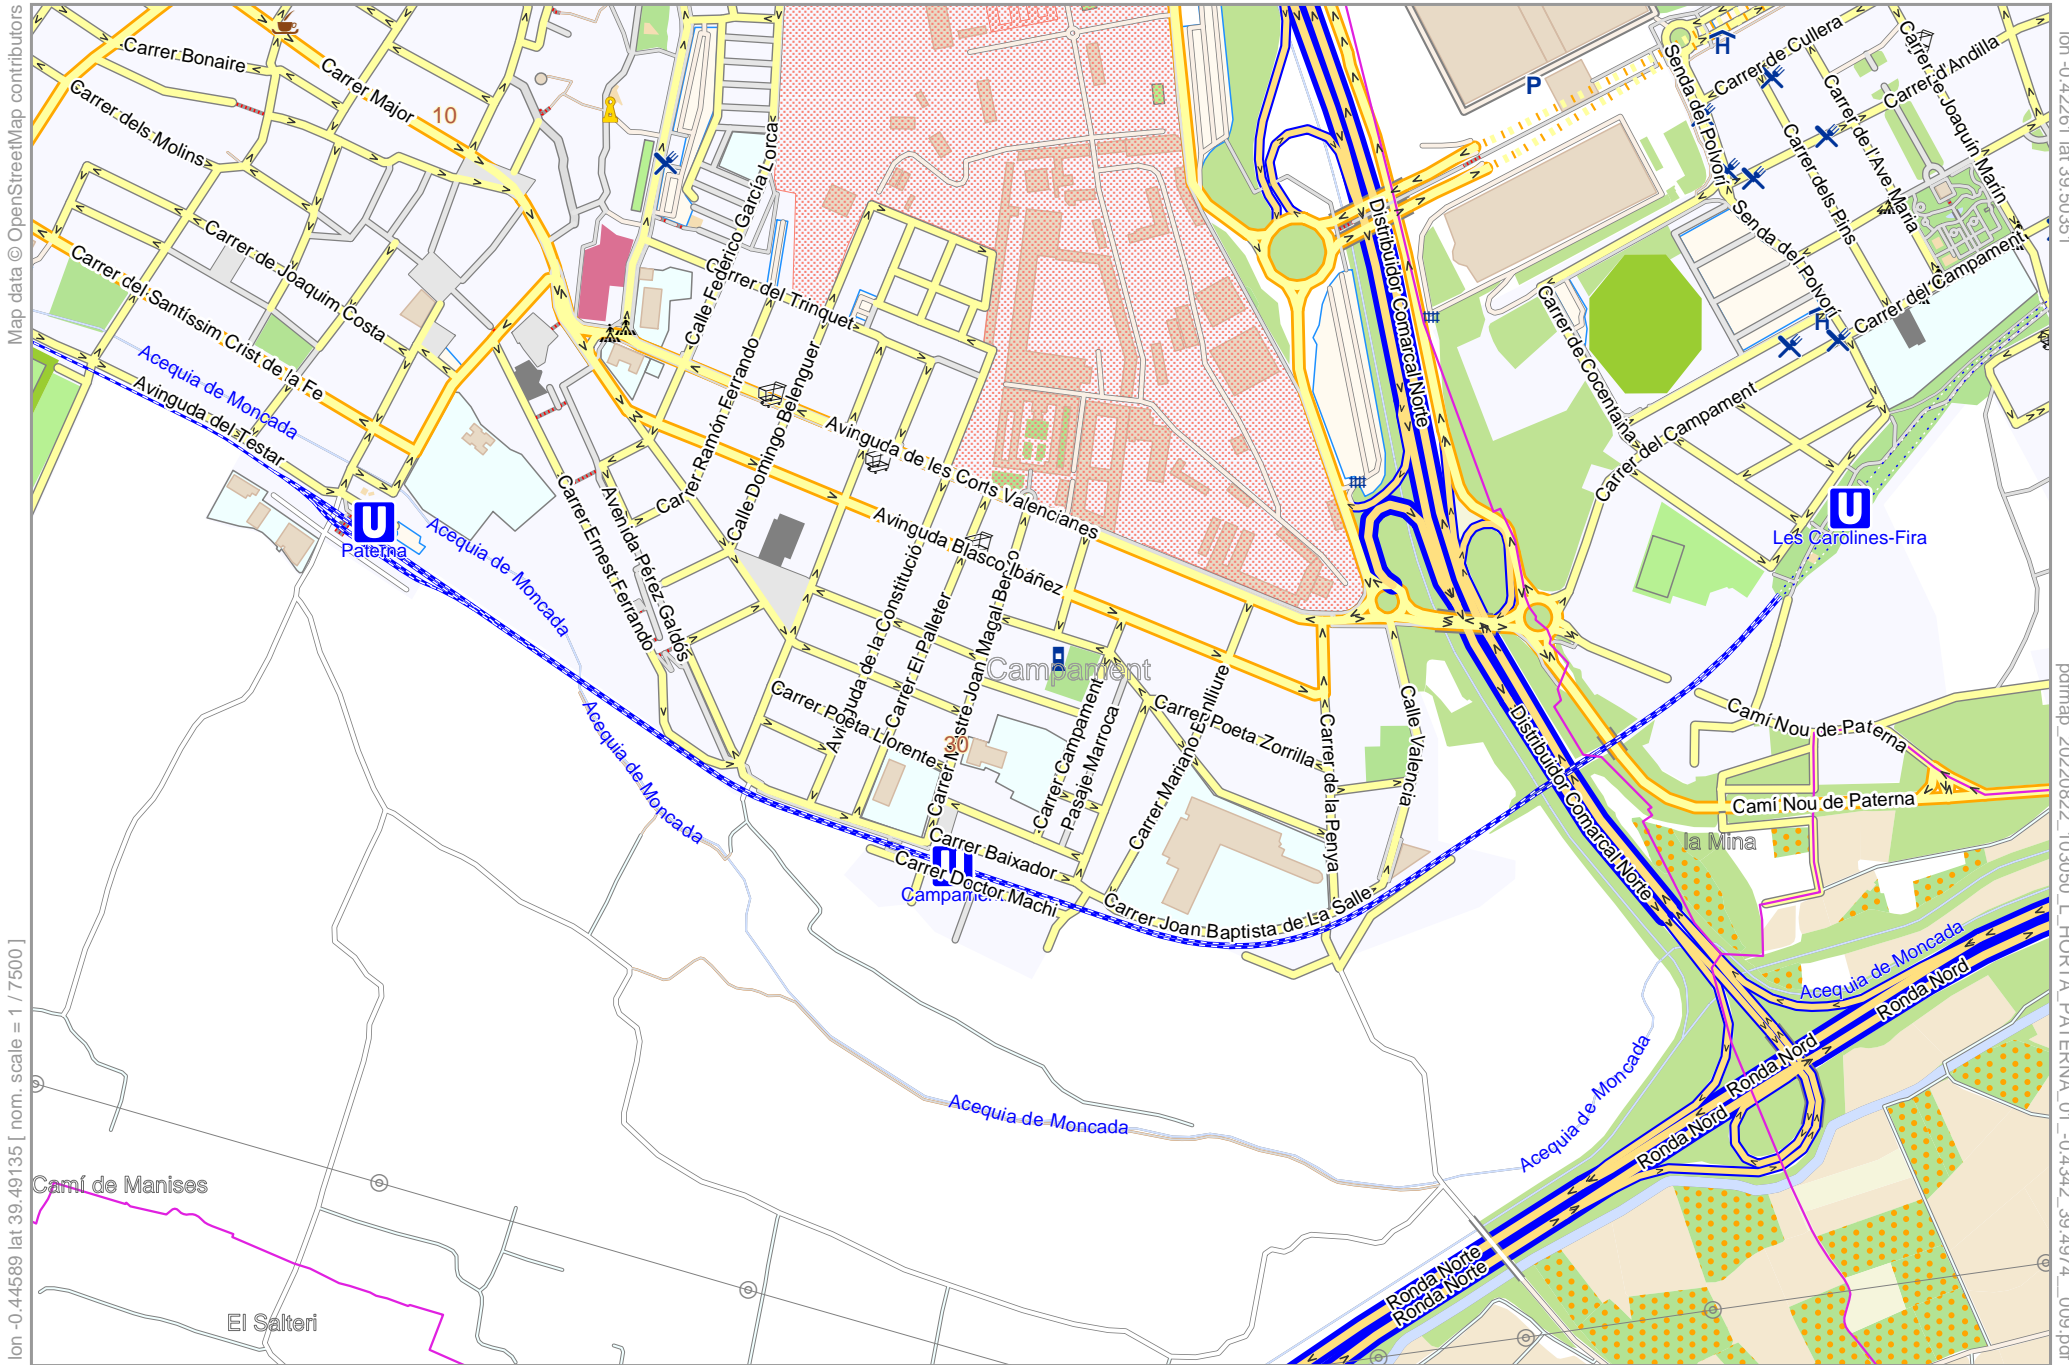 Map data © OpenStreetMap contributors
lon -0.44589 lat 39.49135 [ nom. scale = 1 / 7500 ]
Carrer Bonaire
Carrer Major
10
Carrer dels Molins
Carrer de Joaquim Costa
Carrer del Santíssim Crist de la Fe
Acequia de Moncada
Avinguda del Testar
Paterna
Acequia de Moncada
Acequia de Moncada
Calle Federico García Lorca
Carrer del Trinquet
Carrer Ramón Ferrando
Calle Domingo Belenguer
Avinguda de les Corts Valencianes
Avinguda Blasco Ibáñez
Carrer Ernest Ferrando
Avenida Pérez Galdós
Avinguda de la Constitució
Carrer El Palleter
Campament
Carrer Poeta Llorente
30
Carrer Campament
Pasaje Marroca
Carrer Mariano Benlliure
Carrer Poeta Zorrilla
Carrer de la Penya
Calle Valencia
Carrer Baixador
Carrer Doctor Machi
Carrer Joan Baptista de La Salle
Distribuidor Comarcal Norte
Distribuidor Comarcal Norte
P
H
Senda del Polvorí
Carrer de Cullera
Carrer d'Andilla
Carrer de Joaquín Marín
Carrer de l'Ave Maria
Carrer dels Pins
Senda del Polvorí
Carrer del Campament
H
Carrer de Cocentaina
Carrer del Campament
Les Carolines-Fira
Camí Nou de Paterna
Camí Nou de Paterna
la Mina
Acequia de Moncada
Ronda Nord
Ronda Nord
Ronda Nord
Acequia de Moncada
Acequia de Moncada
Ronda Norte
Ronda Norte
Camí de Manises
El Salteri